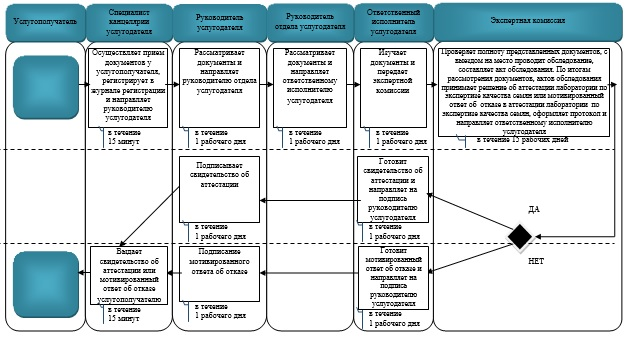 Услугополучатель
Специалист
канцелярии
услугодателя
Руководитель
услугодателя
Руководитель
отдела услугодателя
Ответственный
исполнитель
услугодателя
Экспертная комиссия
Осуществляет прием
документов у
услугополучателя,
регистрирует в
журнале регистрации
и направляет
руководителю
услугодателя
в течение
15 минут
Рассматривает
документы и
направляет
руководителю отдела
услугодателя
в течение
1 рабочего дня
Рассматривает
документы и
направляет
ответственному
исполнителю
услугодателя
в течение
1 рабочего дня
Изучает
документы и
передает
экспертной
комиссии
в течение
1 рабочего дня
Проверяет полноту представленных документов, с
выездом на место проводит обследование,
составляет акт обследования. По итогам
рассмотрения документов, актов обследования
принимает решение об аттестации лаборатории по
экспертизе качества семян или мотивированный
ответ об отказе в аттестации лаборатории по
экспертизе качества семян, оформляет протокол и
направляет ответственному исполнителю
услугодателя
в течение 15 рабочих дней
Подписывает
свидетельство об
аттестации
в течение
1 рабочего дня
Готовит
свидетельство об
аттестации и
направляет на
подпись
руководителю
услугодателя
в течение
1 рабочего дня
ДА
НЕТ
Выдает
свидетельство об
аттестации или
мотивированный
ответ об отказе
услугополучателю
в течение
15 минут
Подписание
мотивированного
ответа об отказе
в течение
1 рабочего дня
Готовит
мотивированный
ответ об отказе и
направляет на
подпись
руководителю
услугодателя
в течение
1 рабочего дня